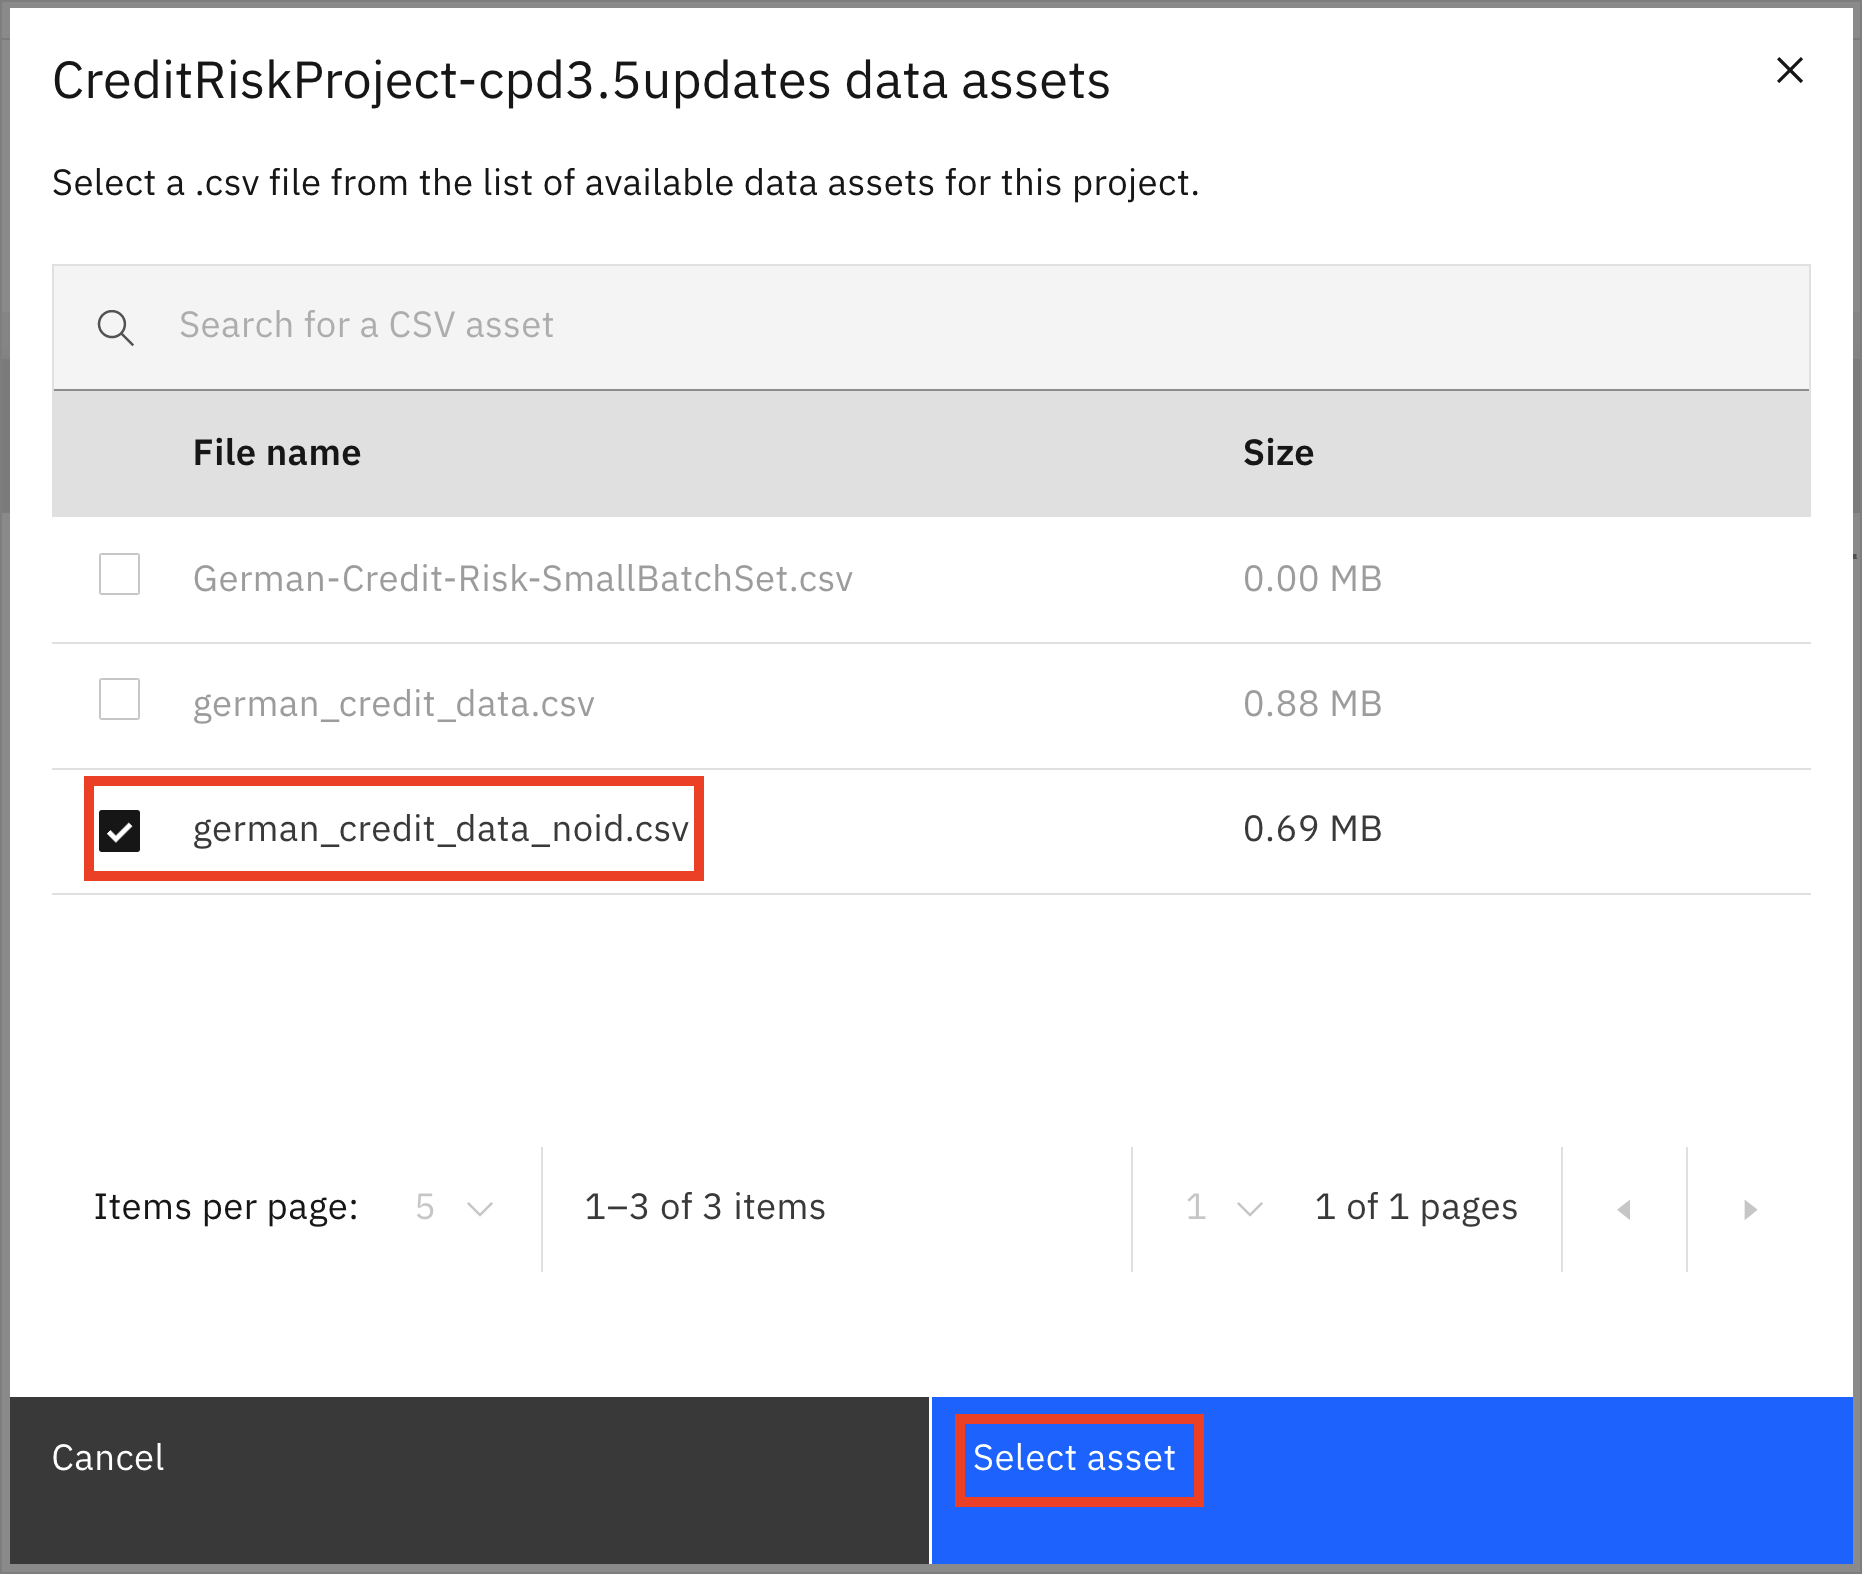 CreditRiskProject-cpd3.5updates data assets
Select a .csv file from the list of available data assets for this project.
Search for a CSV asset
File name Size
German-Credit-Risk-SmallBatchSet.csv 0.00 MB
german_credit_data.csv 0.88 MB
german_credit_data_noid.csv 0.69 MB
Items per page: 5 1–3 of 3 items 1 1 of 1 pages
Cancel Select asset